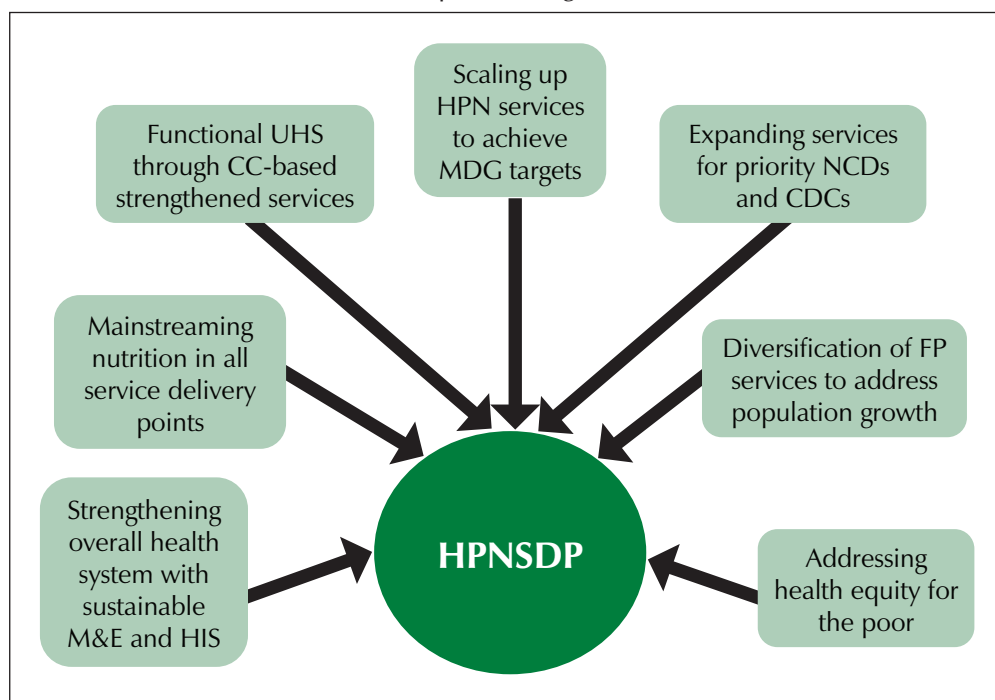 Scaling up
HPN services
to achieve
MDG targets
Functional UHS
through CC-based
strengthened services
Expanding services
for priority NCDs
and CDCs
Mainstreaming
nutrition in all
service delivery
points
Diversification of FP
services to address
population growth
Strengthening
overall health
system with
sustainable
M&E and HIS
HPNSDP
Addressing
health equity for
the poor